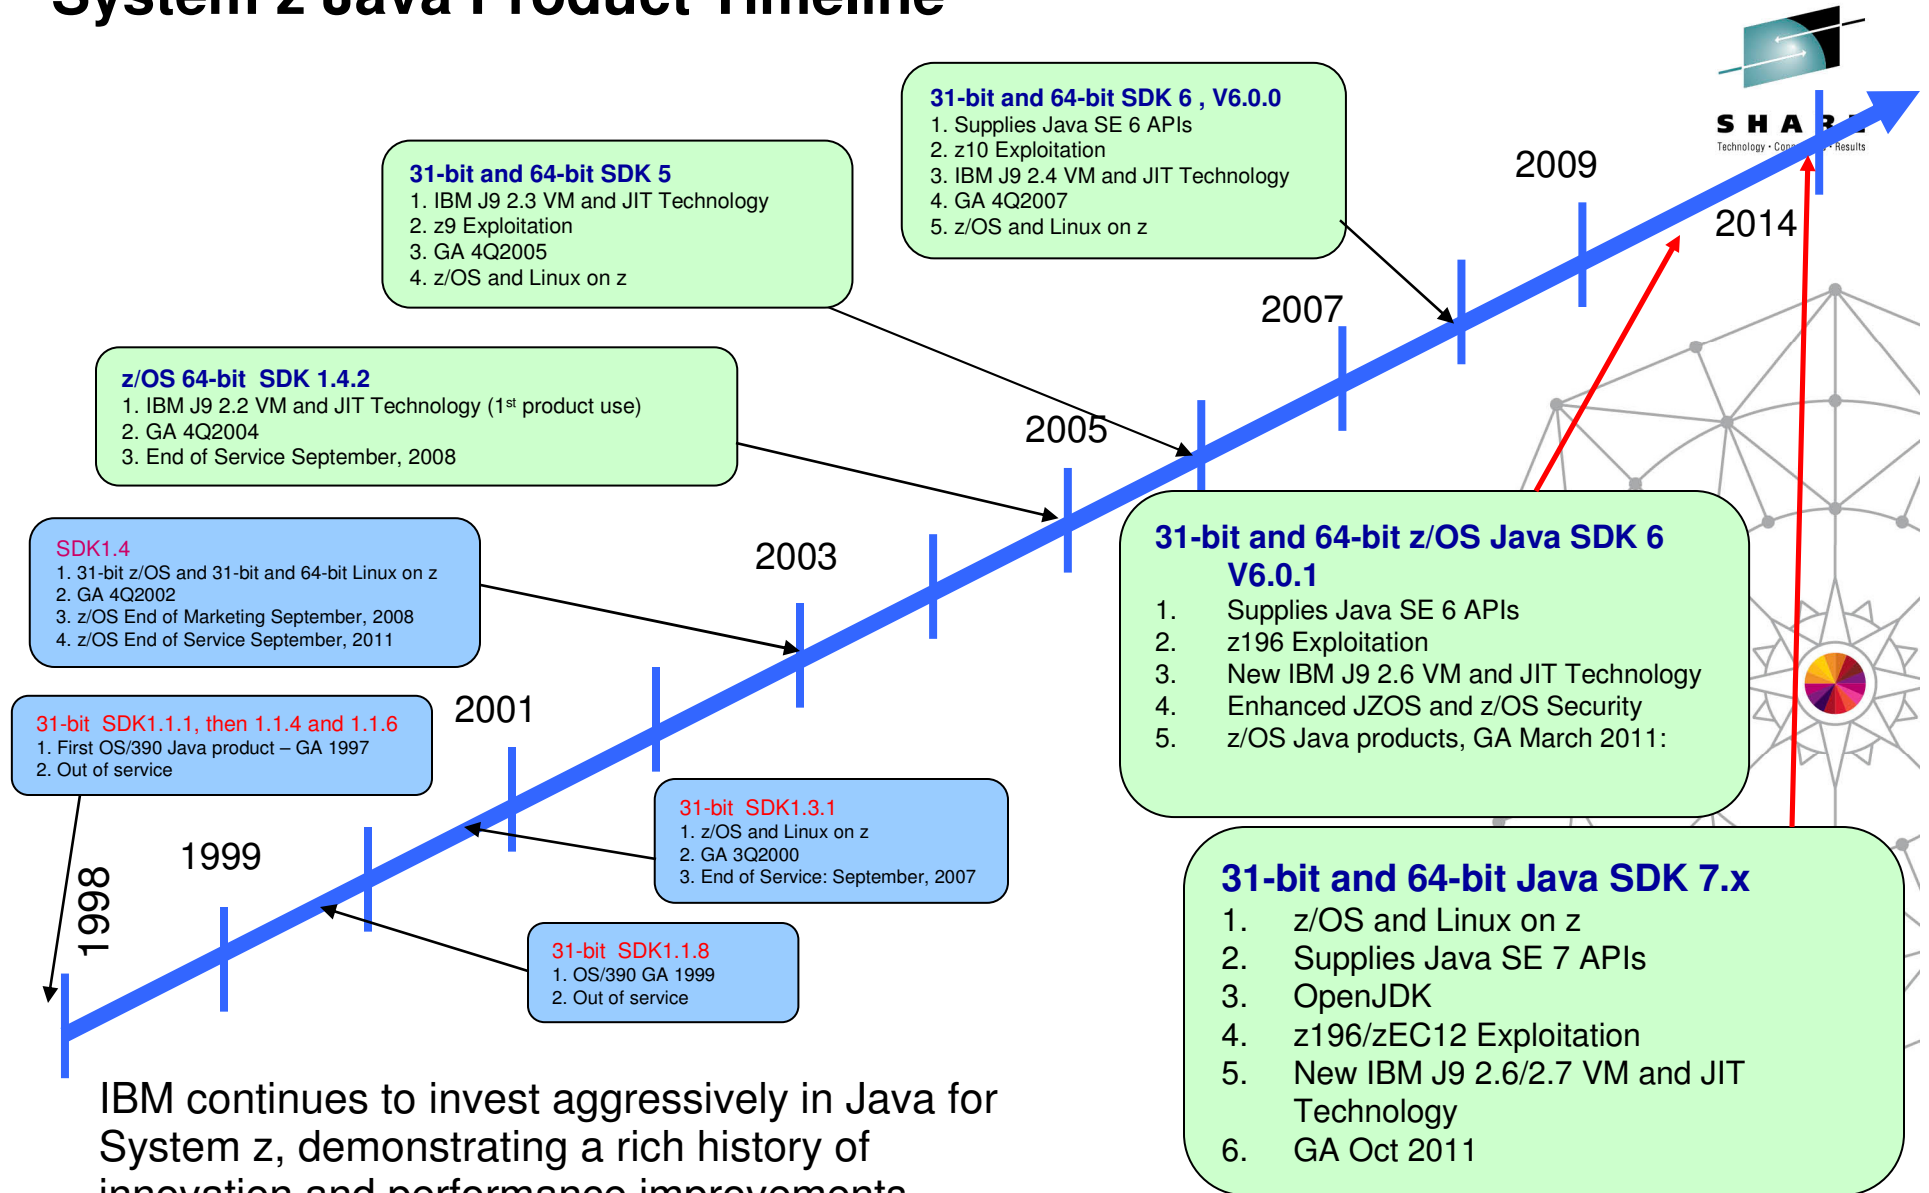 System z Java Product Timeline
SHARE
Technology · Connections · Results
31-bit and 64-bit SDK 6 , V6.0.0
1. Supplies Java SE 6 APIs
2. z10 Exploitation
3. IBM J9 2.4 VM and JIT Technology
4. GA 4Q2007
5. z/OS and Linux on z
31-bit and 64-bit SDK 5
1. IBM J9 2.3 VM and JIT Technology
2. z9 Exploitation
3. GA 4Q2005
4. z/OS and Linux on z
2009
2014
2007
z/OS 64-bit SDK 1.4.2
1. IBM J9 2.2 VM and JIT Technology (1st product use)
2. GA 4Q2004
3. End of Service September, 2008
2005
SDK1.4
1. 31-bit z/OS and 31-bit and 64-bit Linux on z
2. GA 4Q2002
3. z/OS End of Marketing September, 2008
4. z/OS End of Service September, 2011
2003
31-bit and 64-bit z/OS Java SDK 6
V6.0.1
1. Supplies Java SE 6 APIs
2. z196 Exploitation
3. New IBM J9 2.6 VM and JIT Technology
4. Enhanced JZOS and z/OS Security
5. z/OS Java products, GA March 2011:
31-bit SDK1.1.1, then 1.1.4 and 1.1.6
1. First OS/390 Java product – GA 1997
2. Out of service
2001
31-bit SDK1.3.1
1. z/OS and Linux on z
2. GA 3Q2000
3. End of Service: September, 2007
1999
1998
31-bit SDK1.1.8
1. OS/390 GA 1999
2. Out of service
31-bit and 64-bit Java SDK 7.x
1. z/OS and Linux on z
2. Supplies Java SE 7 APIs
3. OpenJDK
4. z196/zEC12 Exploitation
5. New IBM J9 2.6/2.7 VM and JIT
Technology
6. GA Oct 2011
IBM continues to invest aggressively in Java for
System z, demonstrating a rich history of
innovation and performance improvements